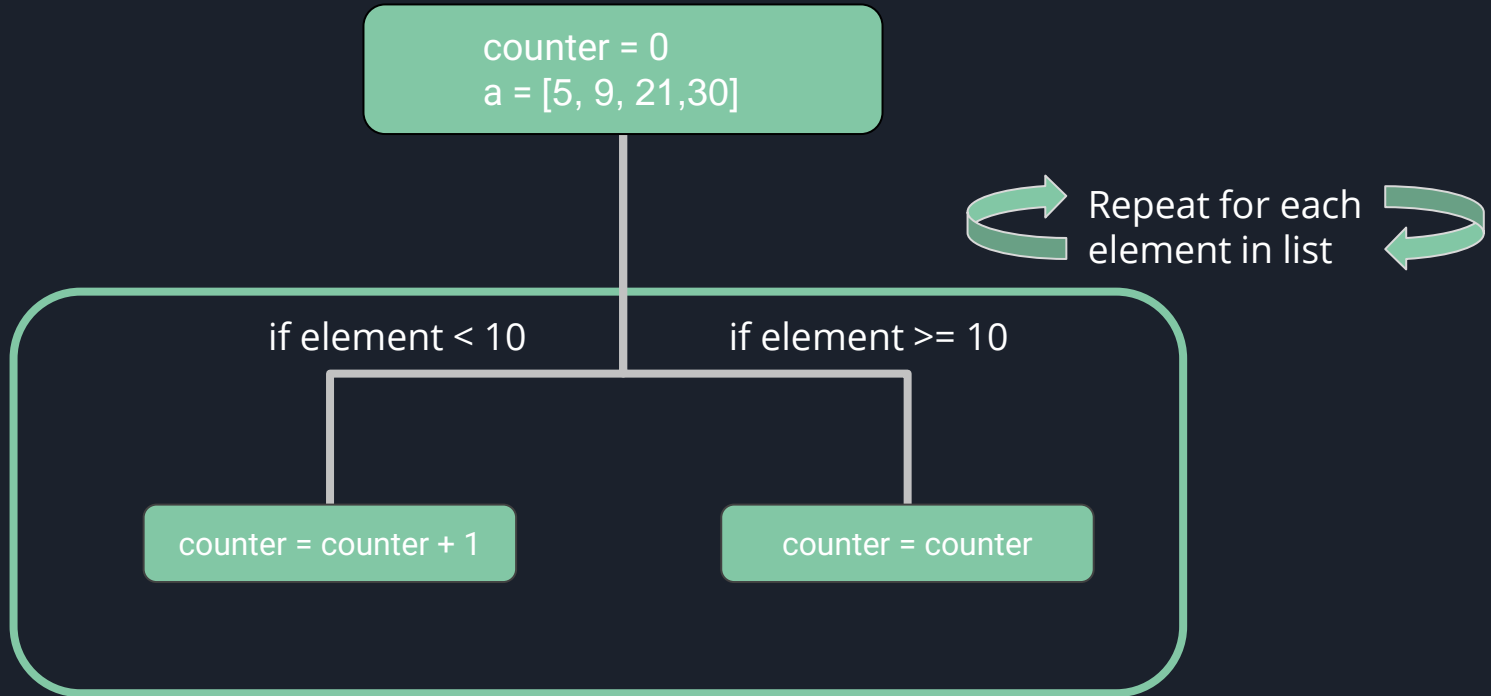 counter = 0
a = [5, 9, 21,30]
Repeat for each
element in list
if element < 10
if element >= 10
counter = counter + 1
counter = counter